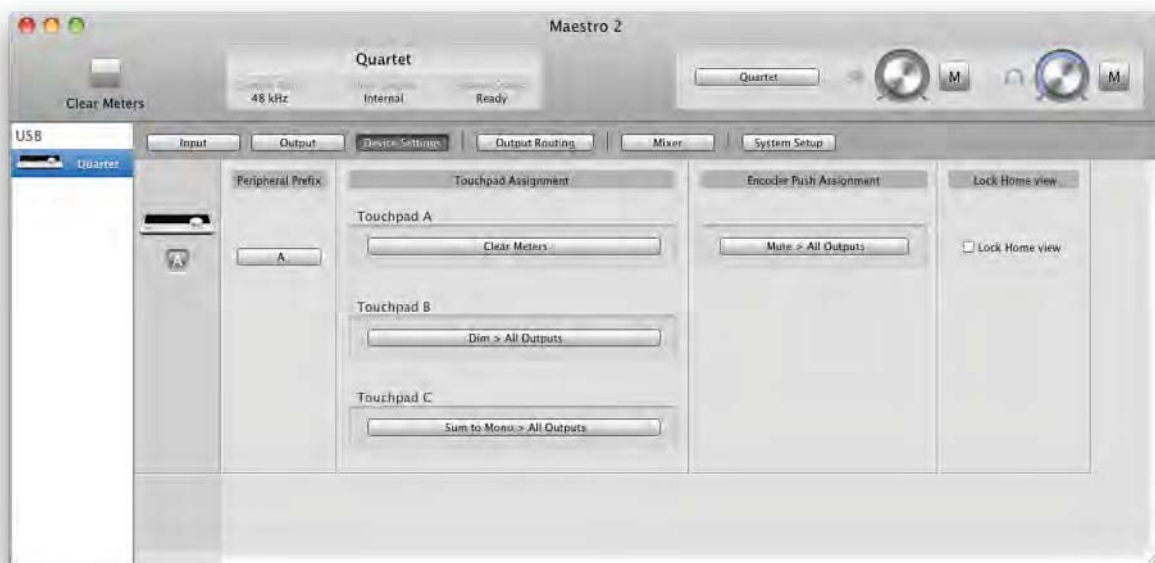 Maestro 2
Clear Meters
Quartet
48 kHz
Internal
Ready
Quartet
M
M
USB
Quartet
Input
Output
Device Settings
Output Routing
Mixer
System Setup
Peripheral Prefix
Touchpad Assignment
Encoder Push Assignment
Lock Home view
A
A
Touchpad A
Clear Meters
Mute > All Outputs
Lock Home view
Touchpad B
Dim > All Outputs
Touchpad C
Sum to Mono > All Outputs